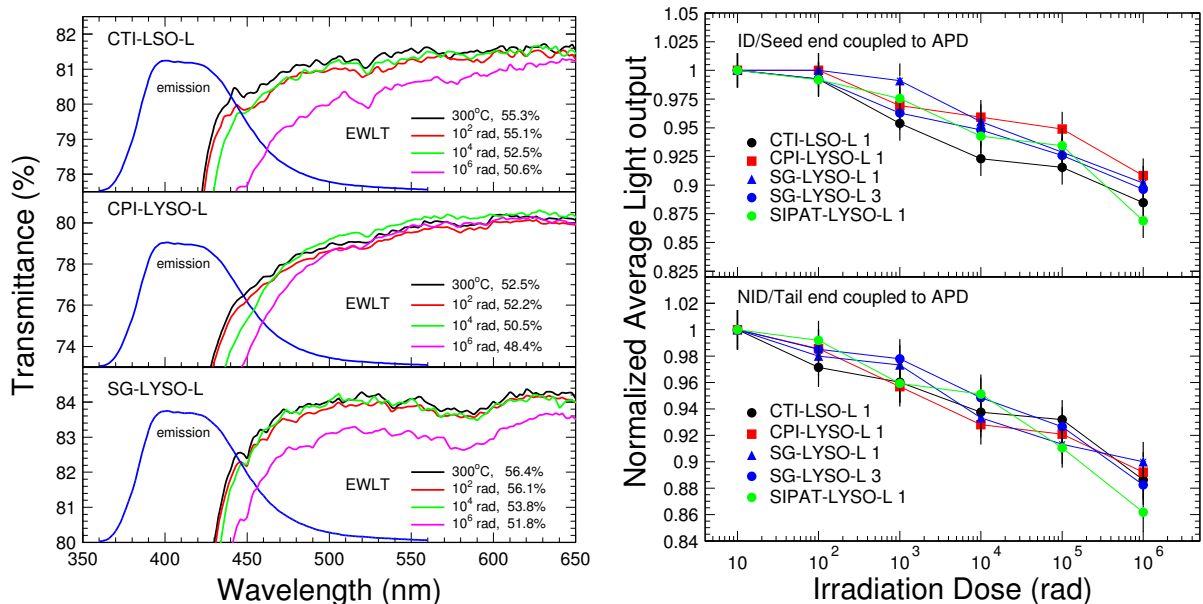 Transmittance (%)
CTI-LSO-L
82
81
80
79
78
emission
EWLT
300°C, 55.3%
10² rad, 55.1%
10⁴ rad, 52.5%
10⁶ rad, 50.6%
CPI-LYSO-L
80
78
76
74
emission
EWLT
300°C, 52.5%
10² rad, 52.2%
10⁴ rad, 50.5%
10⁶ rad, 48.4%
SG-LYSO-L
84
83
82
81
80
emission
EWLT
300°C, 56.4%
10² rad, 56.1%
10⁴ rad, 53.8%
10⁶ rad, 51.8%
350 400 450 500 550 600 650
Wavelength (nm)
Normalized Average Light output
1.05
1.025
1
0.975
0.95
0.925
0.9
0.875
0.85
0.825
ID/Seed end coupled to APD
CTI-LSO-L 1
CPI-LYSO-L 1
SG-LYSO-L 1
SG-LYSO-L 3
SIPAT-LYSO-L 1
1.02
1
0.98
0.96
0.94
0.92
0.9
0.88
0.86
0.84
NID/Tail end coupled to APD
CTI-LSO-L 1
CPI-LYSO-L 1
SG-LYSO-L 1
SG-LYSO-L 3
SIPAT-LYSO-L 1
10 10² 10³ 10⁴ 10⁵ 10⁶
Irradiation Dose (rad)